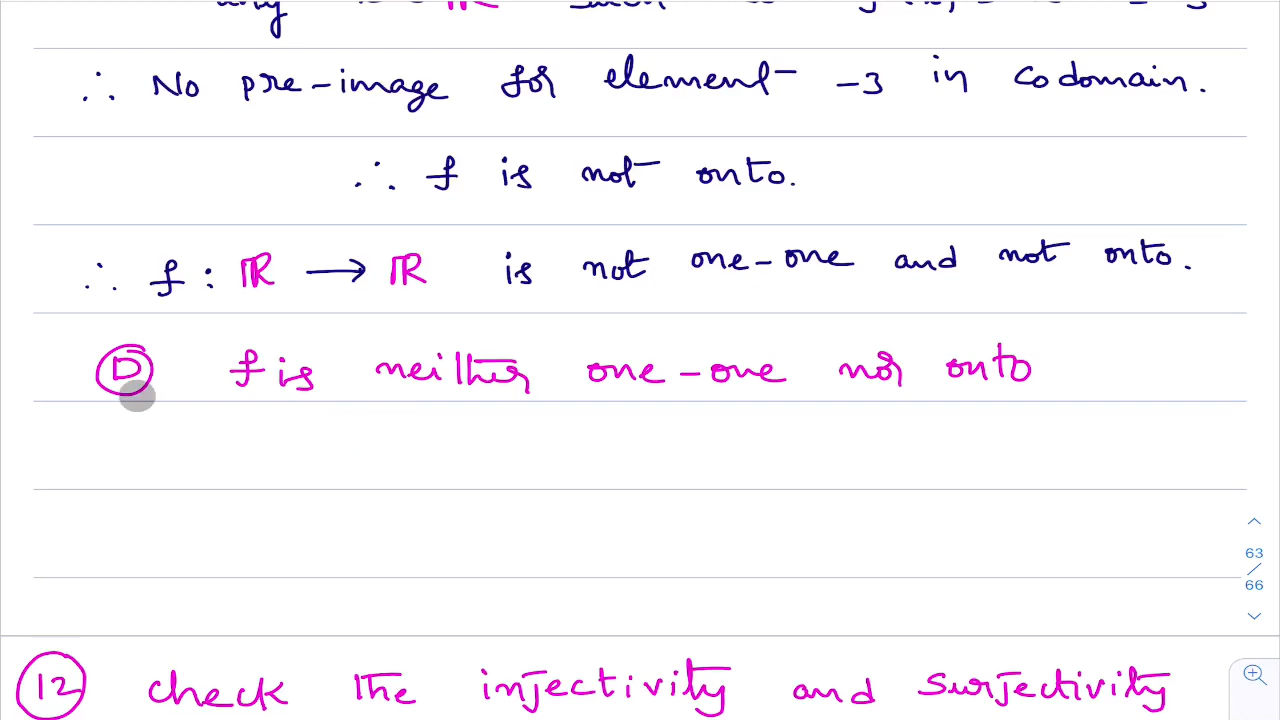 any
∴ No pre-image for element -3 in codomain.
∴ f is not onto.
∴ f : ℝ → ℝ is not one-one and not onto.
D f is neither one-one nor onto
63
/
66
12 check the injectivity and surjectivity